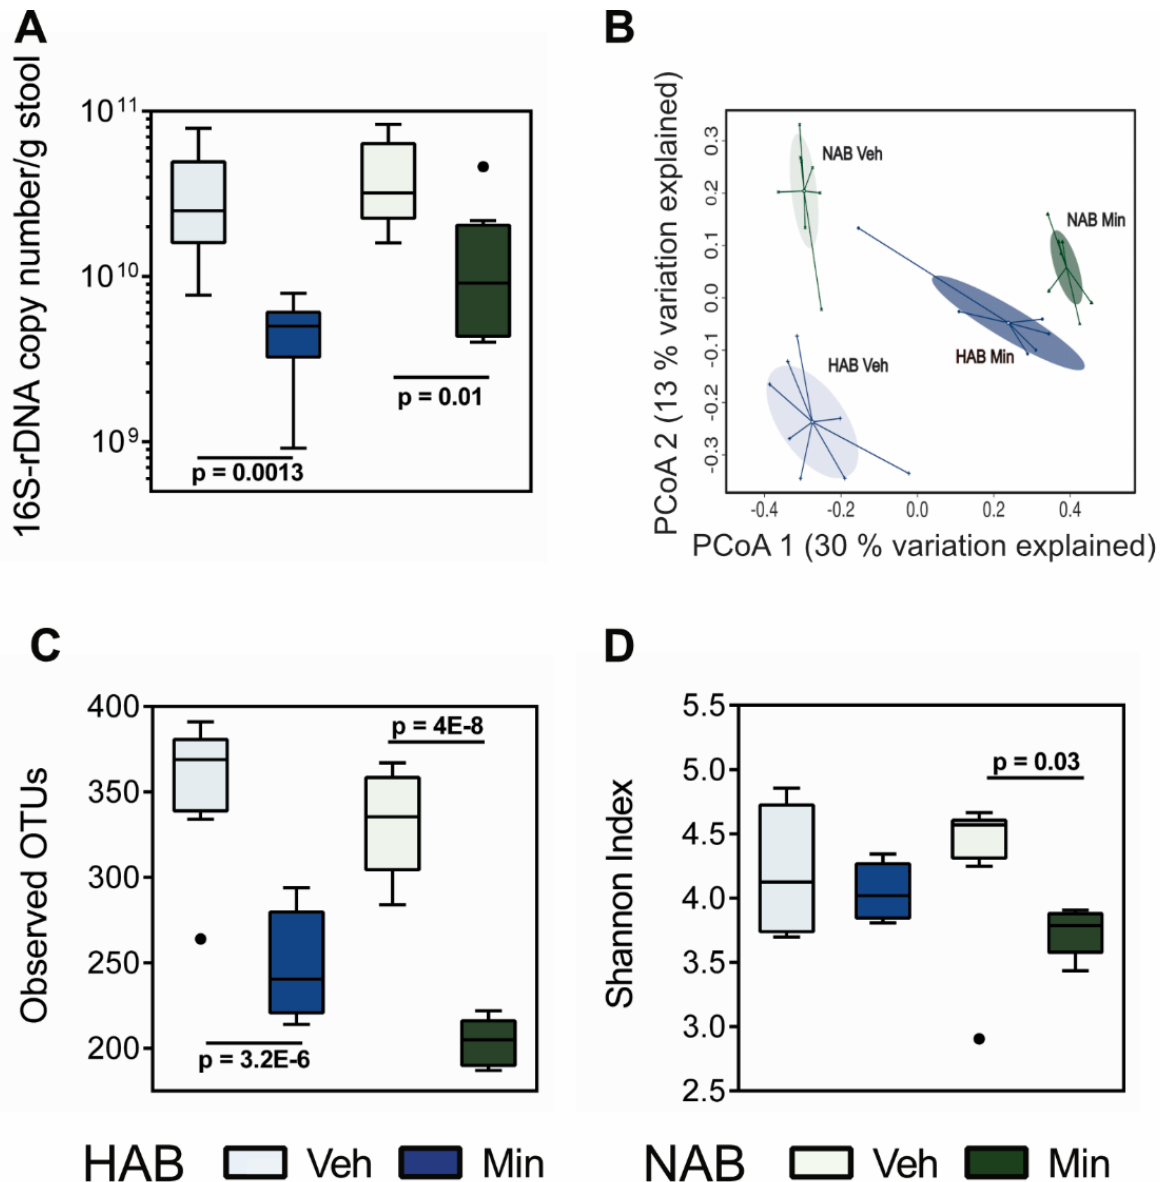 A
16S-rDNA copy number/g stool
10^11
10^10
10^9
p = 0.0013
p = 0.01
B
PCoA 2 (13 % variation explained)
0.3
0.2
0.1
0.0
-0.1
-0.2
-0.3
NAB Veh
NAB Min
HAB Min
HAB Veh
-0.4 -0.2 0.0 0.2 0.4
PCoA 1 (30 % variation explained)
C
Observed OTUs
400
350
300
250
200
p = 4E-8
p = 3.2E-6
D
Shannon Index
5.5
5.0
4.5
4.0
3.5
3.0
2.5
p = 0.03
HAB Veh Min NAB Veh Min